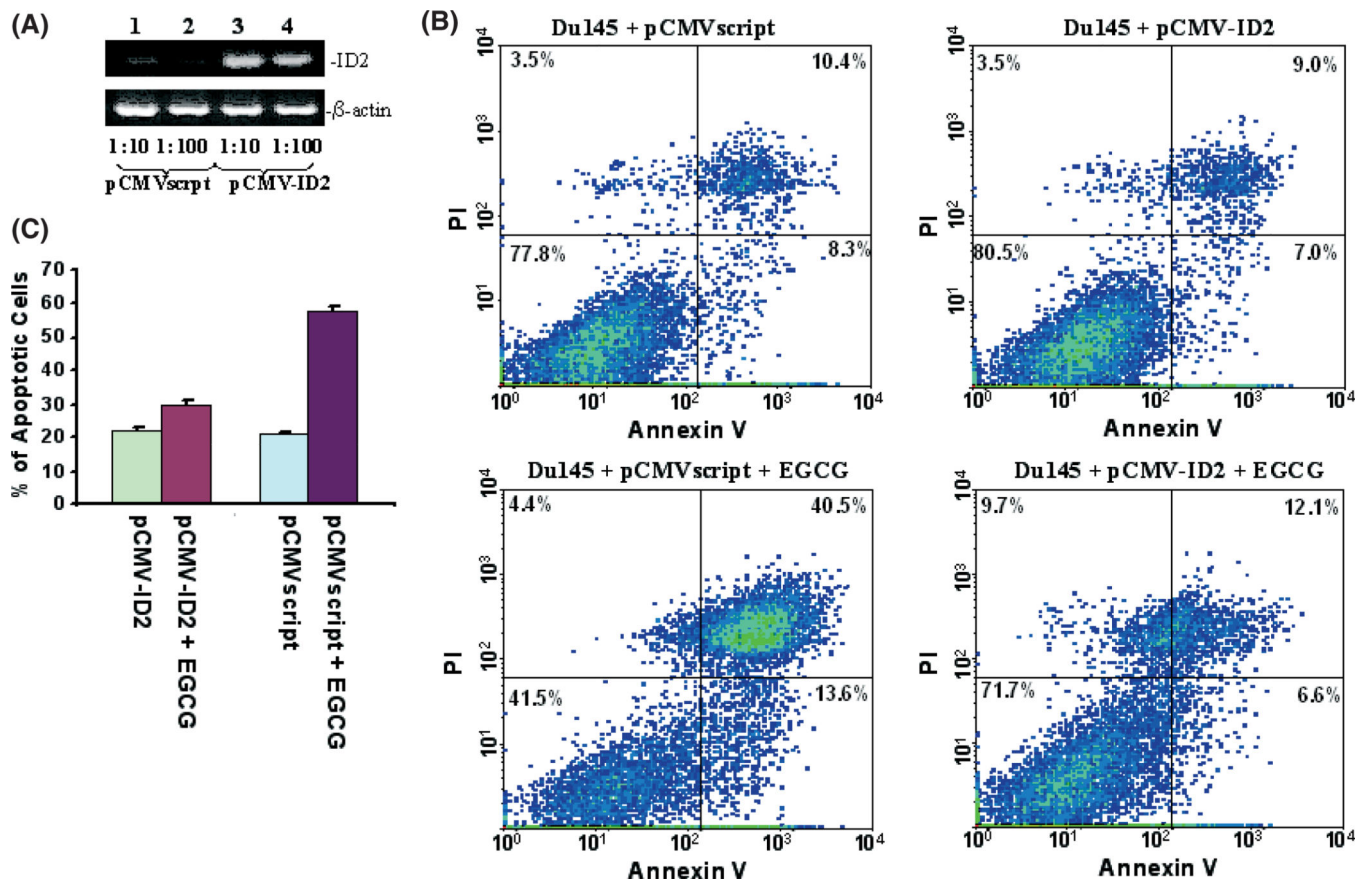 (A)
1 2 3 4
-ID2
-β-actin
1:10 1:100 1:10 1:100
pCMVscrpt pCMV-ID2
(B)
Du145 + pCMVscript
10⁴
10³
10²
10¹
PI
3.5% 10.4%
77.8% 8.3%
10⁰ 10¹ 10² 10³ 10⁴
Annexin V
Du145 + pCMV-ID2
10⁴
10³
10²
10¹
PI
3.5% 9.0%
80.5% 7.0%
10⁰ 10¹ 10² 10³ 10⁴
Annexin V
Du145 + pCMVscript + EGCG
10⁴
10³
10²
10¹
PI
4.4% 40.5%
41.5% 13.6%
10⁰ 10¹ 10² 10³ 10⁴
Annexin V
Du145 + pCMV-ID2 + EGCG
10⁴
10³
10²
10¹
PI
9.7% 12.1%
71.7% 6.6%
10⁰ 10¹ 10² 10³ 10⁴
Annexin V
(C)
% of Apoptotic Cells
70
60
50
40
30
20
10
0
pCMV-ID2
pCMV-ID2 + EGCG
pCMVscript
pCMVscript + EGCG